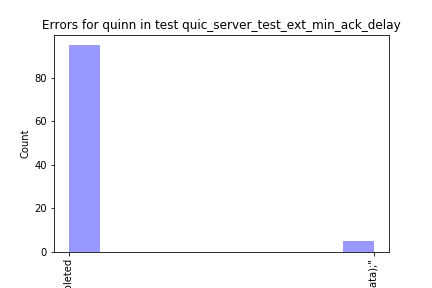 Errors for quinn in test quic_server_test_ext_min_ack_delay
Count
80
60
40
20
0
pleted
ata);"